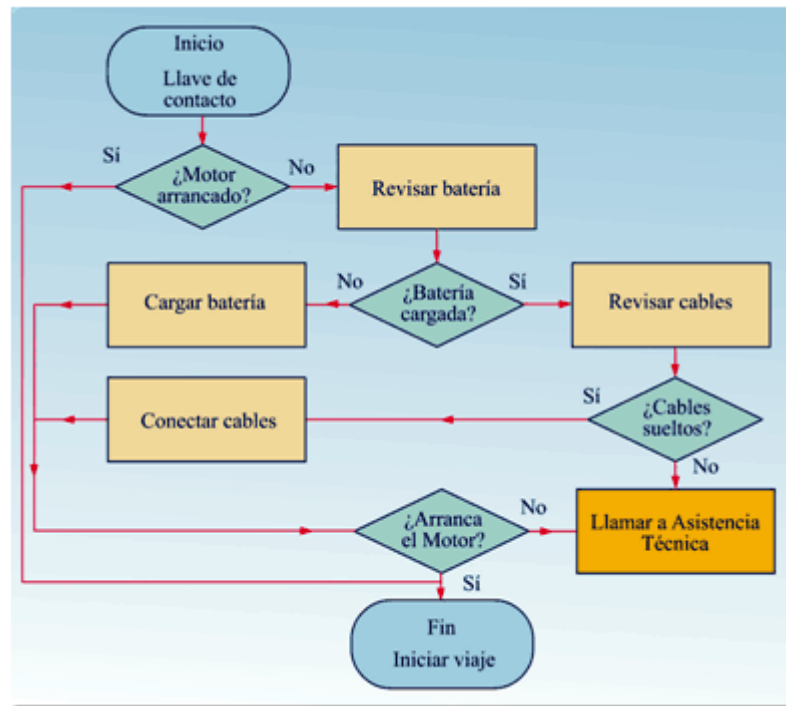 Inicio
Llave de
contacto
Sí
¿Motor
arrancado?
No
Revisar batería
Cargar batería
No
¿Batería
cargada?
Sí
Revisar cables
Conectar cables
Sí
¿Cables
sueltos?
No
¿Arranca
el Motor?
No
Llamar a Asistencia
Técnica
Sí
Fin
Iniciar viaje